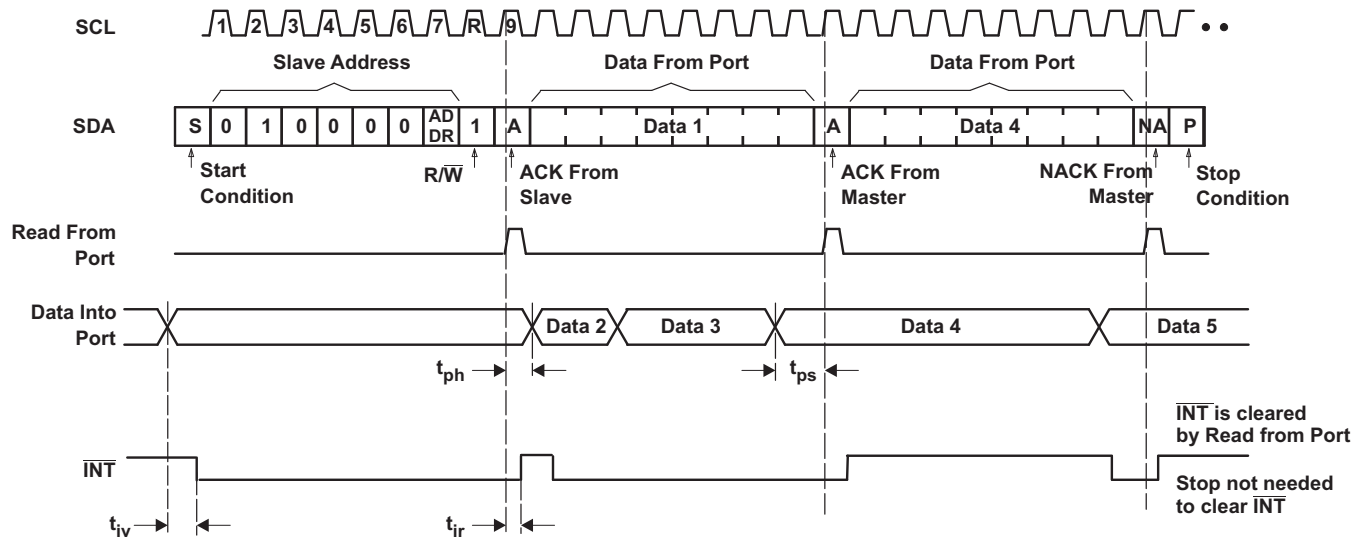 SCL 1 2 3 4 5 6 7 R 9
Slave Address Data From Port Data From Port
SDA S 0 1 0 0 0 0 AD DR 1 A Data 1 A Data 4 NA P
Start Condition
R/W̅
ACK From Slave
ACK From Master
NACK From Master
Stop Condition
Read From Port
Data Into Port Data 2 Data 3 Data 4 Data 5
tph tps
I̅N̅T̅ is cleared by Read from Port
I̅N̅T̅
Stop not needed to clear I̅N̅T̅
tiv tir